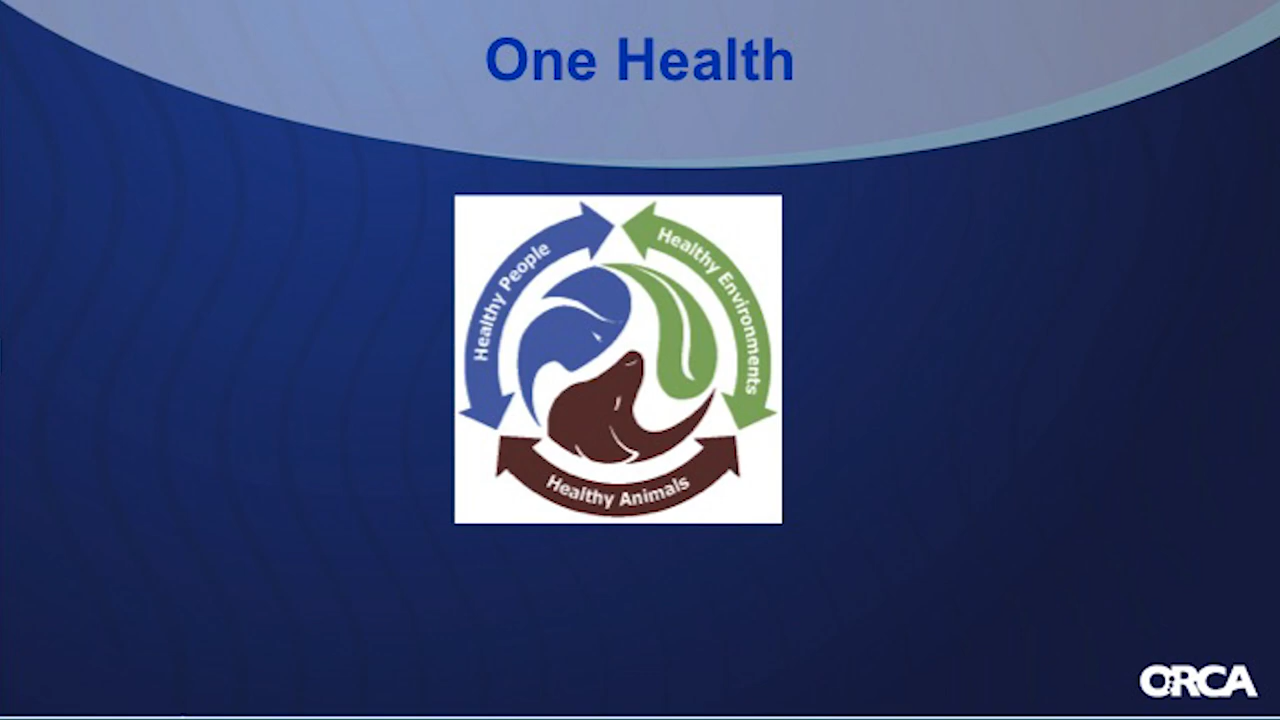 One Health
Healthy People
Healthy Environments
Healthy Animals
ORCA